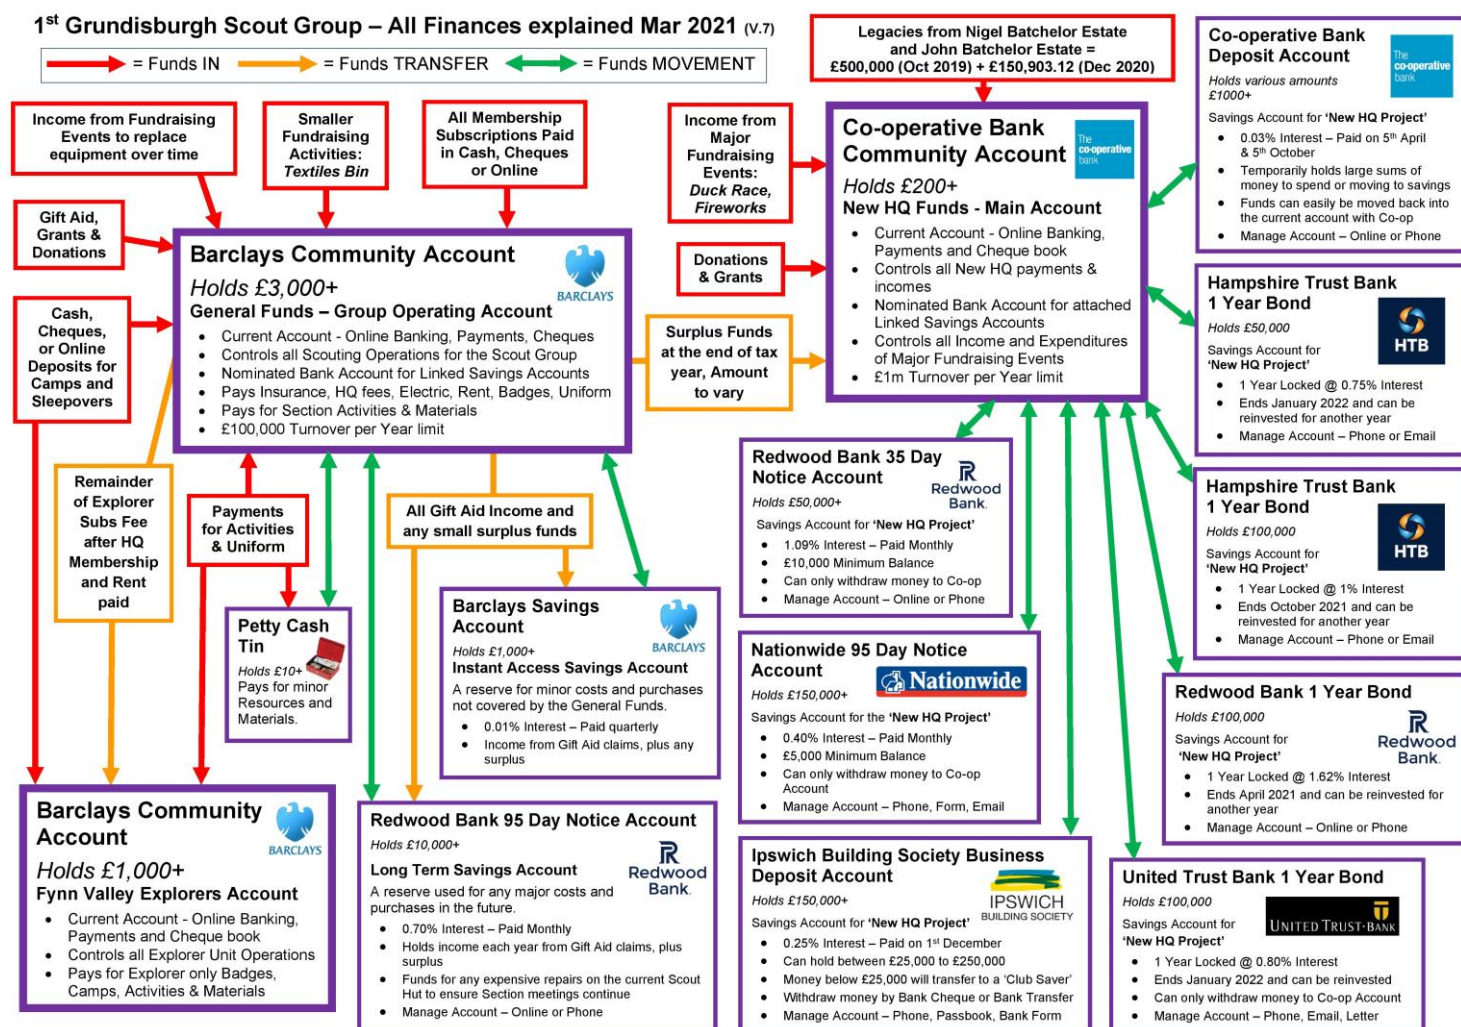 1st Grundisburgh Scout Group – All Finances explained Mar 2021 (V.7)
= Funds IN
= Funds TRANSFER
= Funds MOVEMENT
Legacies from Nigel Batchelor Estate
and John Batchelor Estate =
£500,000 (Oct 2019) + £150,903.12 (Dec 2020)
Income from Fundraising
Events to replace
equipment over time
Smaller
Fundraising
Activities:
Textiles Bin
All Membership
Subscriptions Paid
in Cash, Cheques
or Online
Gift Aid,
Grants &
Donations
Cash,
Cheques,
or Online
Deposits for
Camps and
Sleepovers
Barclays Community Account
Holds £3,000+
BARCLAYS
General Funds – Group Operating Account
• Current Account - Online Banking, Payments, Cheques
• Controls all Scouting Operations for the Scout Group
• Nominated Bank Account for Linked Savings Accounts
• Pays Insurance, HQ fees, Electric, Rent, Badges, Uniform
• Pays for Section Activities & Materials
• £100,000 Turnover per Year limit
Income from
Major
Fundraising
Events:
Duck Race,
Fireworks
Donations
& Grants
Surplus Funds
at the end of tax
year, Amount
to vary
Co-operative Bank
Community Account
The
co-operative
bank
Holds £200+
New HQ Funds - Main Account
• Current Account - Online Banking,
Payments and Cheque book
• Controls all New HQ payments &
incomes
• Nominated Bank Account for attached
Linked Savings Accounts
• Controls all Income and Expenditures
of Major Fundraising Events
• £1m Turnover per Year limit
Co-operative Bank
Deposit Account
The
co-operative
bank
Holds various amounts
£1000+
Savings Account for 'New HQ Project'
• 0.03% Interest – Paid on 5th April
& 5th October
• Temporarily holds large sums of
money to spend or moving to savings
• Funds can easily be moved back into
the current account with Co-op
• Manage Account – Online or Phone
Hampshire Trust Bank
1 Year Bond
Holds £50,000
HTB
Savings Account for
'New HQ Project'
• 1 Year Locked @ 0.75% Interest
• Ends January 2022 and can be
reinvested for another year
• Manage Account – Phone or Email
Hampshire Trust Bank
1 Year Bond
Holds £100,000
HTB
Savings Account for
'New HQ Project'
• 1 Year Locked @ 1% Interest
• Ends October 2021 and can be
reinvested for another year
• Manage Account – Phone or Email
Remainder
of Explorer
Subs Fee
after HQ
Membership
and Rent
paid
Payments
for Activities
& Uniform
All Gift Aid Income and
any small surplus funds
Petty Cash
Tin
Holds £10+
Pays for minor
Resources and
Materials.
Barclays Savings
Account
BARCLAYS
Holds £1,000+
Instant Access Savings Account
A reserve for minor costs and purchases
not covered by the General Funds.
• 0.01% Interest – Paid quarterly
• Income from Gift Aid claims, plus any
surplus
Redwood Bank 35 Day
Notice Account
Redwood
Bank.
Holds £50,000+
Savings Account for 'New HQ Project'
• 1.09% Interest – Paid Monthly
• £10,000 Minimum Balance
• Can only withdraw money to Co-op
• Manage Account – Online or Phone
Nationwide 95 Day Notice
Account
Nationwide
Holds £150,000+
Savings Account for the 'New HQ Project'
• 0.40% Interest – Paid Monthly
• £5,000 Minimum Balance
• Can only withdraw money to Co-op
Account
• Manage Account – Phone, Form, Email
Redwood Bank 1 Year Bond
Holds £100,000
Redwood
Bank.
Savings Account for
'New HQ Project'
• 1 Year Locked @ 1.62% Interest
• Ends April 2021 and can be reinvested for
another year
• Manage Account – Online or Phone
Barclays Community
Account
BARCLAYS
Holds £1,000+
Fynn Valley Explorers Account
• Current Account - Online Banking,
Payments and Cheque book
• Controls all Explorer Unit Operations
• Pays for Explorer only Badges,
Camps, Activities & Materials
Redwood Bank 95 Day Notice Account
Holds £10,000+
Redwood
Bank.
Long Term Savings Account
A reserve used for any major costs and
purchases in the future.
• 0.70% Interest – Paid Monthly
• Holds income each year from Gift Aid claims, plus
surplus
• Funds for any expensive repairs on the current Scout
Hut to ensure Section meetings continue
• Manage Account – Online or Phone
Ipswich Building Society Business
Deposit Account
IPSWICH
BUILDING SOCIETY
Holds £150,000+
Savings Account for 'New HQ Project'
• 0.25% Interest – Paid on 1st December
• Can hold between £25,000 to £250,000
• Money below £25,000 will transfer to a 'Club Saver'
• Withdraw money by Bank Cheque or Bank Transfer
• Manage Account – Phone, Passbook, Bank Form
United Trust Bank 1 Year Bond
Holds £100,000
UNITED TRUST BANK
Savings Account for
'New HQ Project'
• 1 Year Locked @ 0.80% Interest
• Ends January 2022 and can be reinvested
• Can only withdraw money to Co-op Account
• Manage Account – Phone, Email, Letter